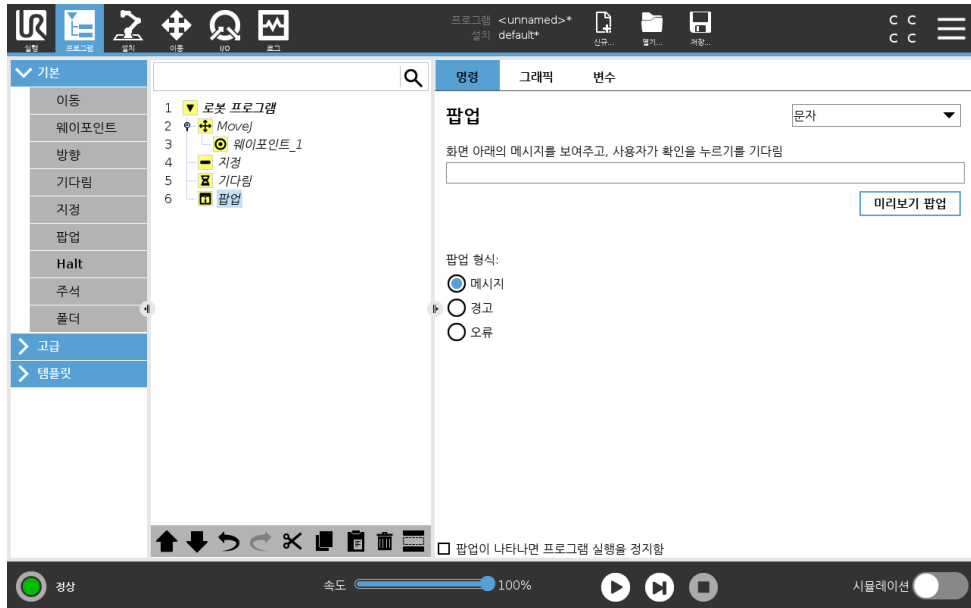 UR
실행
프로그램
설치
이동
I/O
로그
프로그램 <unnamed>*
설치 default*
신규...
열기...
저장...
C C
C C
기본
이동
웨이포인트
방향
기다림
지정
팝업
Halt
주석
폴더
고급
템플릿
1 로봇 프로그램
2 MoveJ
3 웨이포인트_1
4 지정
5 기다림
6 팝업
명령 그래픽 변수
팝업
문자
화면 아래의 메시지를 보여주고, 사용자가 확인을 누르기를 기다림
미리보기 팝업
팝업 형식:
메시지
경고
오류
팝업이 나타나면 프로그램 실행을 정지함
정상
속도 100%
시뮬레이션